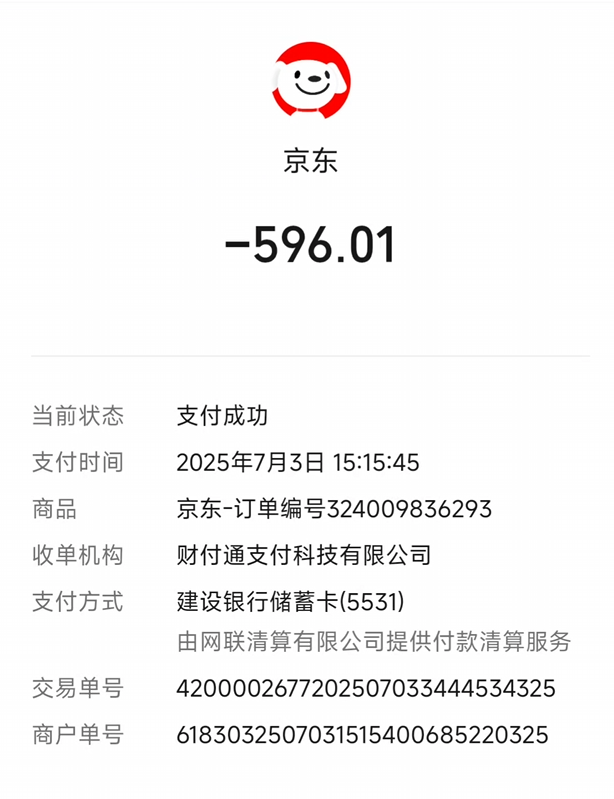 京东
-596.01
当前状态 支付成功
支付时间 2025年7月3日 15:15:45
商品 京东-订单编号324009836293
收单机构 财付通支付科技有限公司
支付方式 建设银行储蓄卡(5531)
由网联清算有限公司提供付款清算服务
交易单号 4200002677202507033444534325
商户单号 6183032507031515400685220325